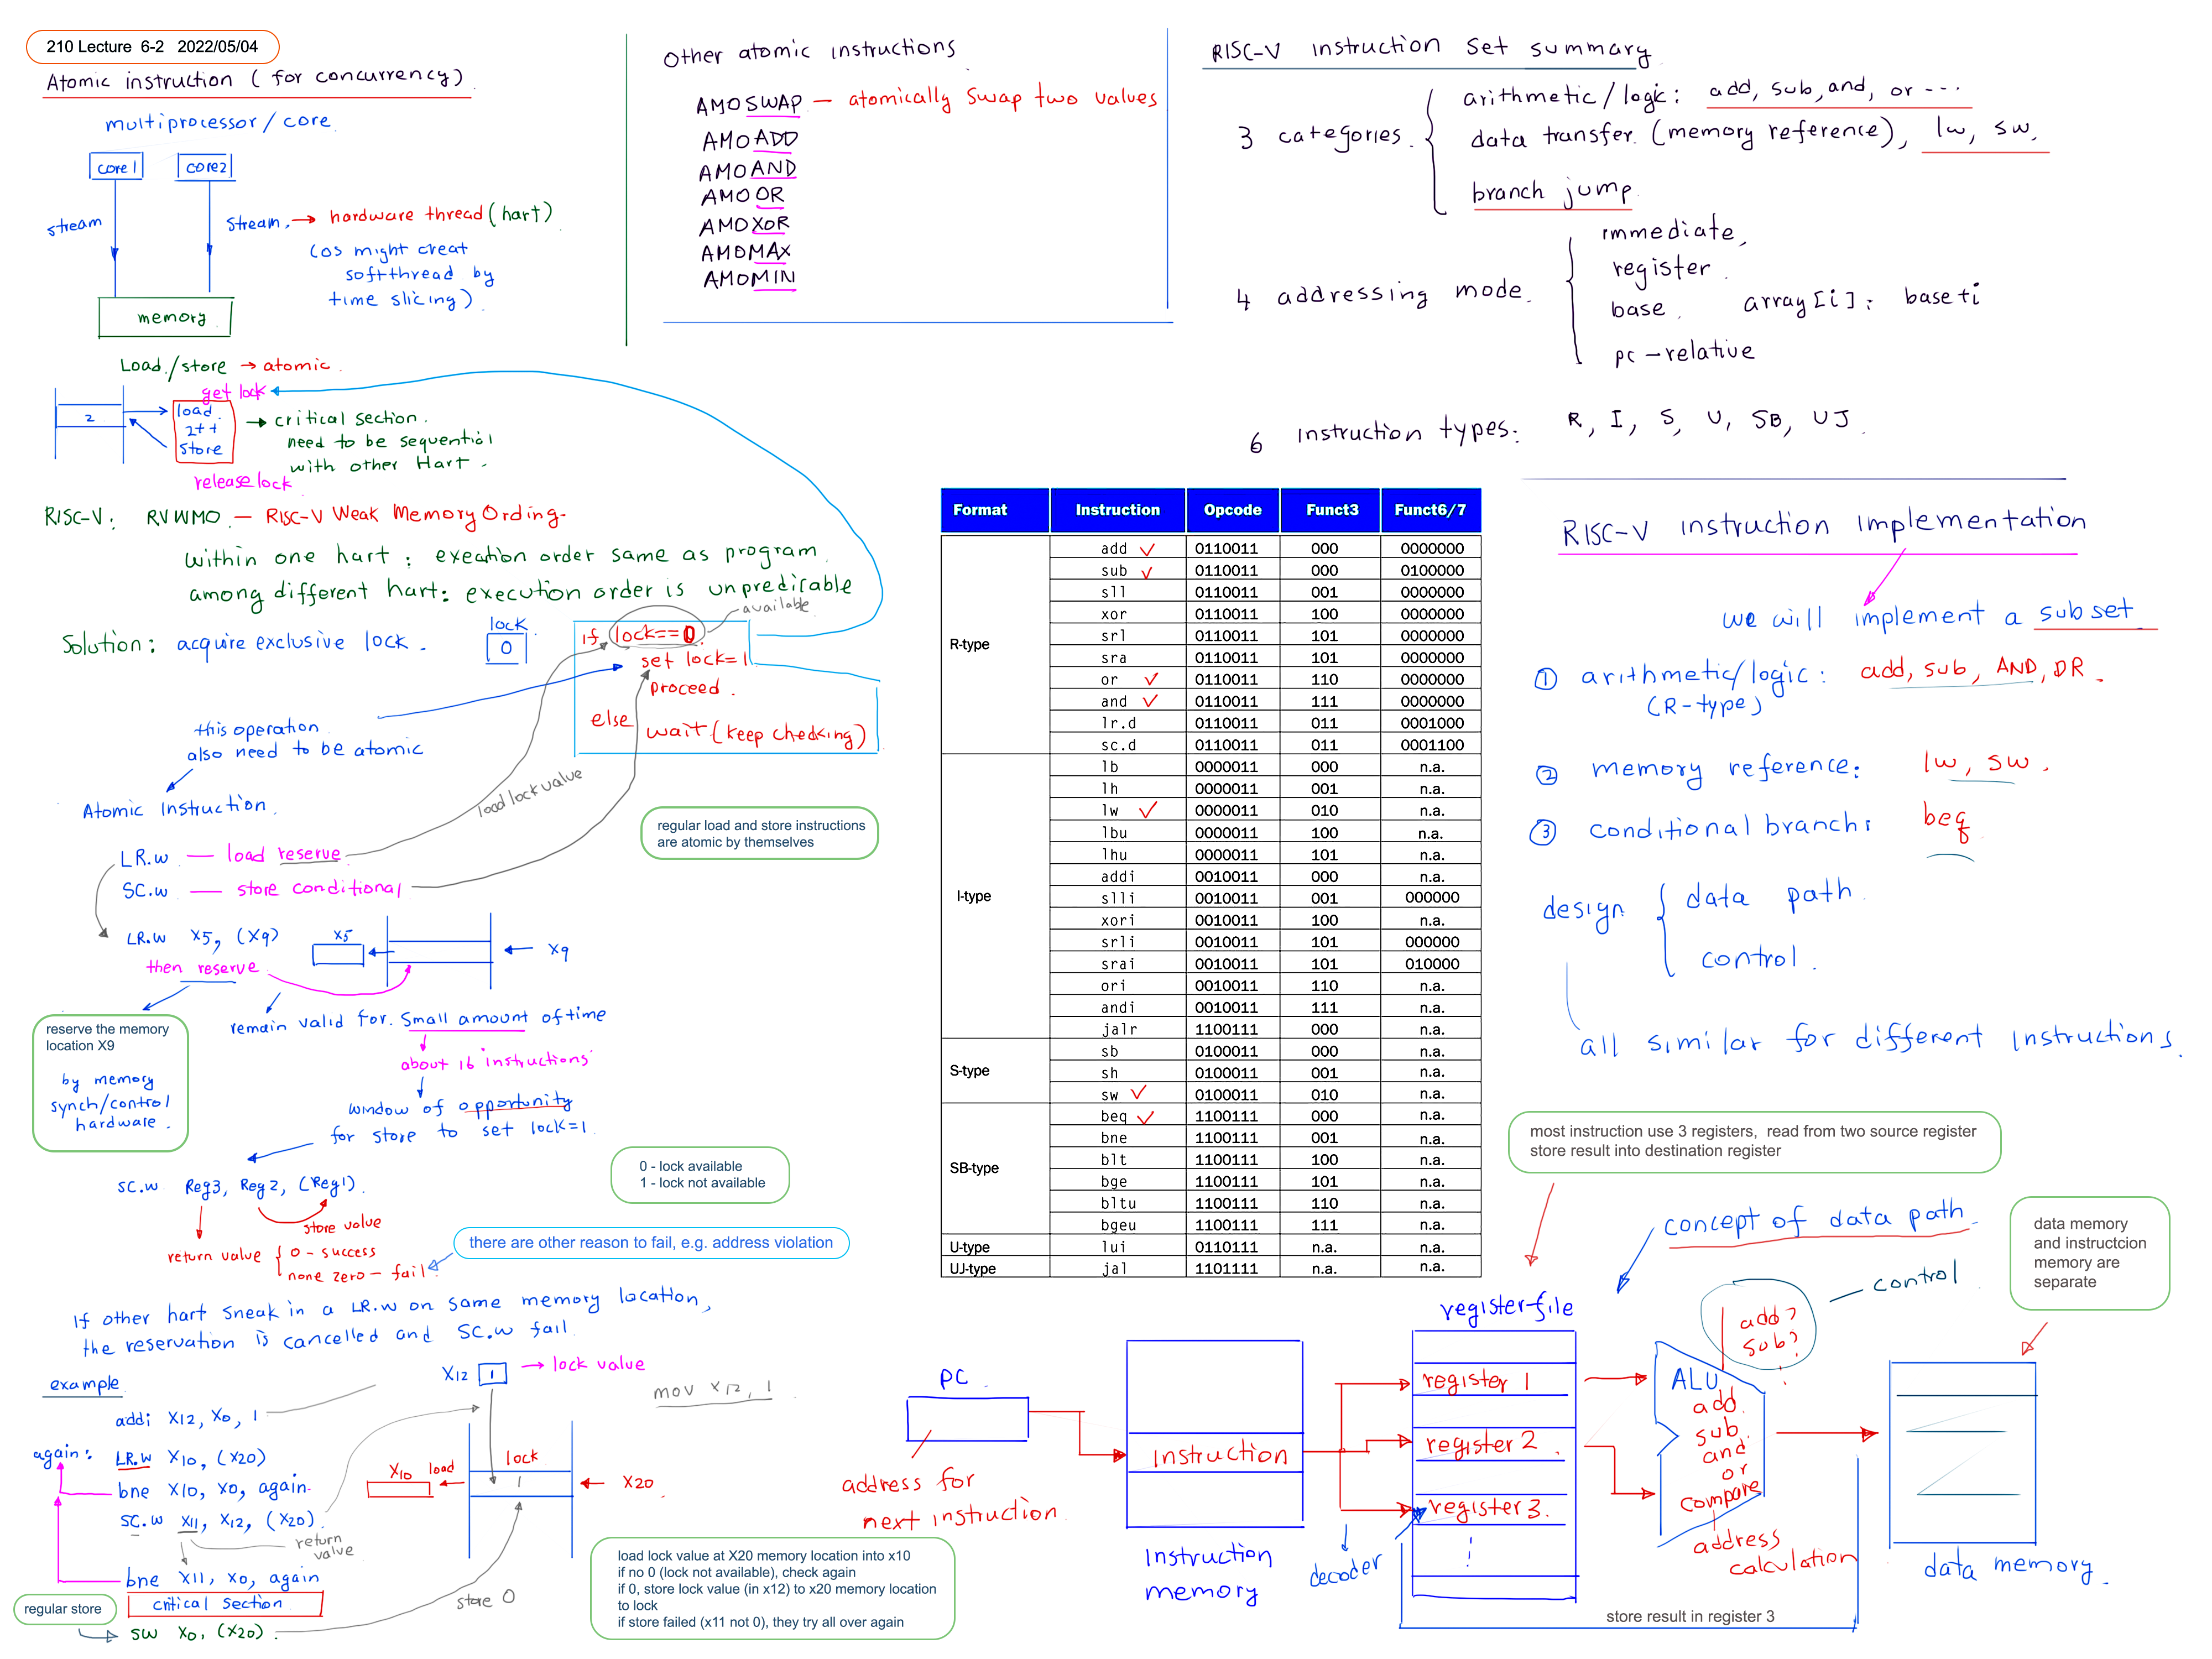 210 Lecture 6-2 2022/05/04
Atomic instruction ( for concurrency)
multiprocessor / core
core1 core2
stream
stream. → hardware thread (hart)
(os might creat
softthread by
time slicing)
memory
Load/store → atomic
get lock
2
load
2++
store
→ critical section.
need to be sequential
with other Hart.
release lock
RISC-V: RVWMO — RISC-V Weak Memory Ording
within one hart : exection order same as program
among different hart: execution order is unpredicable
Solution: acquire exclusive lock.
lock
0
available
if lock==0
set lock=1
proceed.
else
wait (keep checking)
this operation
also need to be atomic
load lock value
Atomic instruction
regular load and store instructions
are atomic by themselves
LR.w — load reserve
SC.w — store conditional
LR.w x5, (x9)
then reserve
x5
← x9
reserve the memory
location X9
by memory
synch/control
hardware.
remain valid for small amount of time
about 16 instructions
window of opportunity
for store to set lock=1
0 - lock available
1 - lock not available
SC.w Reg3, Reg2, (Reg1)
store value
return value { 0 - success
none zero - fail
there are other reason to fail, e.g. address violation
If other hart sneak in a LR.w on same memory location,
the reservation is cancelled and SC.w fail
example
X12 1 → lock value
mov x12, 1
addi x12, x0, 1
again: LR.w x10, (x20)
bne x10, x0, again
SC.w x11, x12, (x20)
return
value
bne x11, x0, again
critical section
regular store
sw x0, (x20)
store 0
x10 load
lock
1
← x20
load lock value at X20 memory location into x10
if no 0 (lock not available), check again
if 0, store lock value (in x12) to x20 memory location
to lock
if store failed (x11 not 0), they try all over again
Other atomic instructions
AMOSWAP — atomically swap two values
AMOADD
AMOAND
AMOOR
AMOXOR
AMOMAX
AMOMIN
RISC-V instruction set summary
3 categories
arithmetic/logic: add, sub, and, or ...
data transfer (memory reference), lw, sw.
branch jump
4 addressing mode.
immediate,
register
base. array[i]: base+i
pc-relative
6 instruction types: R, I, S, U, SB, UJ
Format Instruction Opcode Funct3 Funct6/7
R-type
add ✓ 0110011 000 0000000
sub ✓ 0110011 000 0100000
sll 0110011 001 0000000
xor 0110011 100 0000000
srl 0110011 101 0000000
sra 0110011 101 0000000
or ✓ 0110011 110 0000000
and ✓ 0110011 111 0000000
lr.d 0110011 011 0001000
sc.d 0110011 011 0001100
I-type
lb 0000011 000 n.a.
lh 0000011 001 n.a.
lw ✓ 0000011 010 n.a.
lbu 0000011 100 n.a.
lhu 0000011 101 n.a.
addi 0010011 000 n.a.
slli 0010011 001 000000
xori 0010011 100 n.a.
srli 0010011 101 000000
srai 0010011 101 010000
ori 0010011 110 n.a.
andi 0010011 111 n.a.
jalr 1100111 000 n.a.
S-type
sb 0100011 000 n.a.
sh 0100011 001 n.a.
sw ✓ 0100011 010 n.a.
SB-type
beq ✓ 1100111 000 n.a.
bne 1100111 001 n.a.
blt 1100111 100 n.a.
bge 1100111 101 n.a.
bltu 1100111 110 n.a.
bgeu 1100111 111 n.a.
U-type lui 0110111 n.a. n.a.
UJ-type jal 1101111 n.a. n.a.
RISC-V instruction implementation
we will implement a subset
① arithmetic/logic: add, sub, AND, OR.
(R-type)
② memory reference: lw, sw.
③ conditional branch: beq
design { data path
control.
all similar for different instructions.
most instruction use 3 registers, read from two source register
store result into destination register
concept of data path
data memory
and instructcion
memory are
separate
control
add?
sub?
PC
address for
next instruction
instruction
instruction
memory
decoder
register file
register 1
register 2
register 3.
ALU
add
sub
and
or
compare
address
calculation
data memory.
store result in register 3